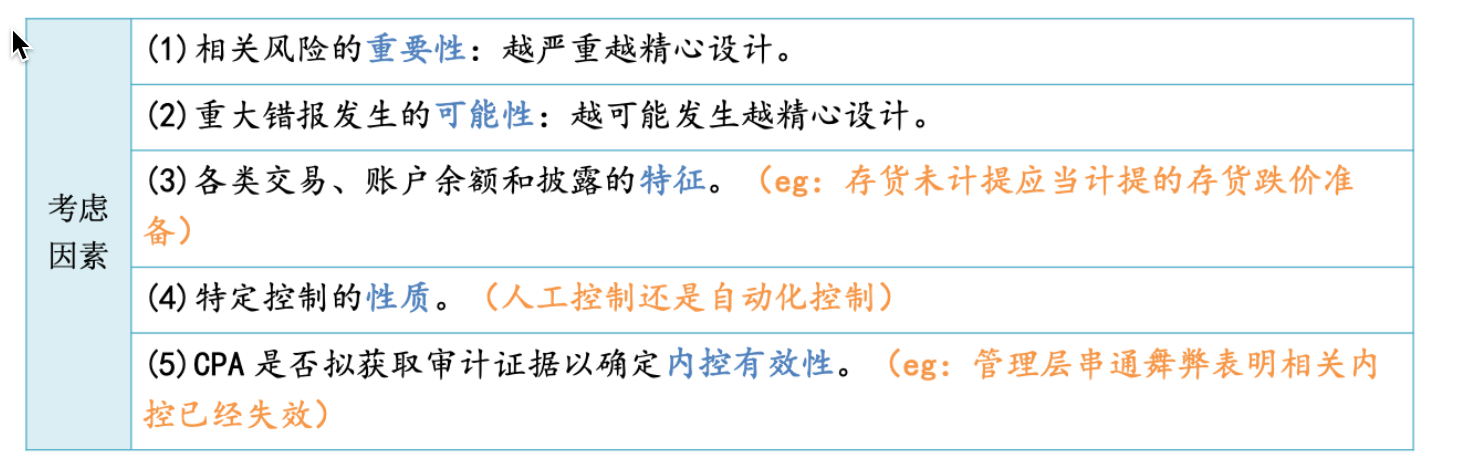 考虑
因素
(1)相关风险的重要性：越严重越精心设计。
(2)重大错报发生的可能性：越可能发生越精心设计。
(3)各类交易、账户余额和披露的特征。（eg：存货未计提应当计提的存货跌价准
备）
(4)特定控制的性质。（人工控制还是自动化控制）
(5)CPA 是否拟获取审计证据以确定内控有效性。（eg：管理层串通舞弊表明相关内
控已经失效）